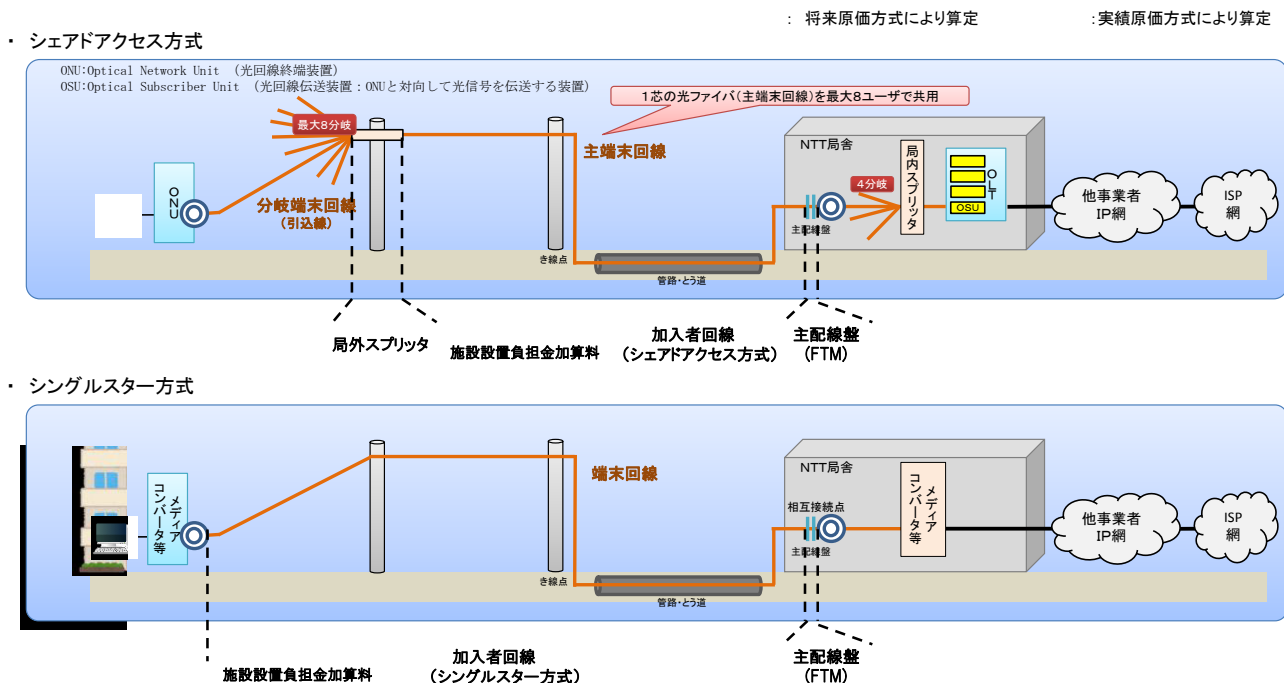 ： 将来原価方式により算定
：実績原価方式により算定
・ シェアドアクセス方式
ONU:Optical Network Unit （光回線終端装置）
OSU:Optical Subscriber Unit （光回線伝送装置：ONUと対向して光信号を伝送する装置）
１芯の光ファイバ（主端末回線）を最大８ユーザで共用
最大８分岐
主端末回線
NTT局舎
局内スプリッタ
ＯＬＴ
ＯＮＵ
４分岐
OSU
分岐端末回線
（引込線）
主配線盤
他事業者
IP網
ISP
網
き線点
管路・とう道
局外スプリッタ
施設設置負担金加算料
加入者回線
（シェアドアクセス方式）
主配線盤
(FTM)
・ シングルスター方式
端末回線
NTT局舎
メディア
コンバータ等
メディア
コンバータ等
相互接続点
主配線盤
他事業者
IP網
ISP
網
き線点
管路・とう道
施設設置負担金加算料
加入者回線
（シングルスター方式）
主配線盤
(FTM)